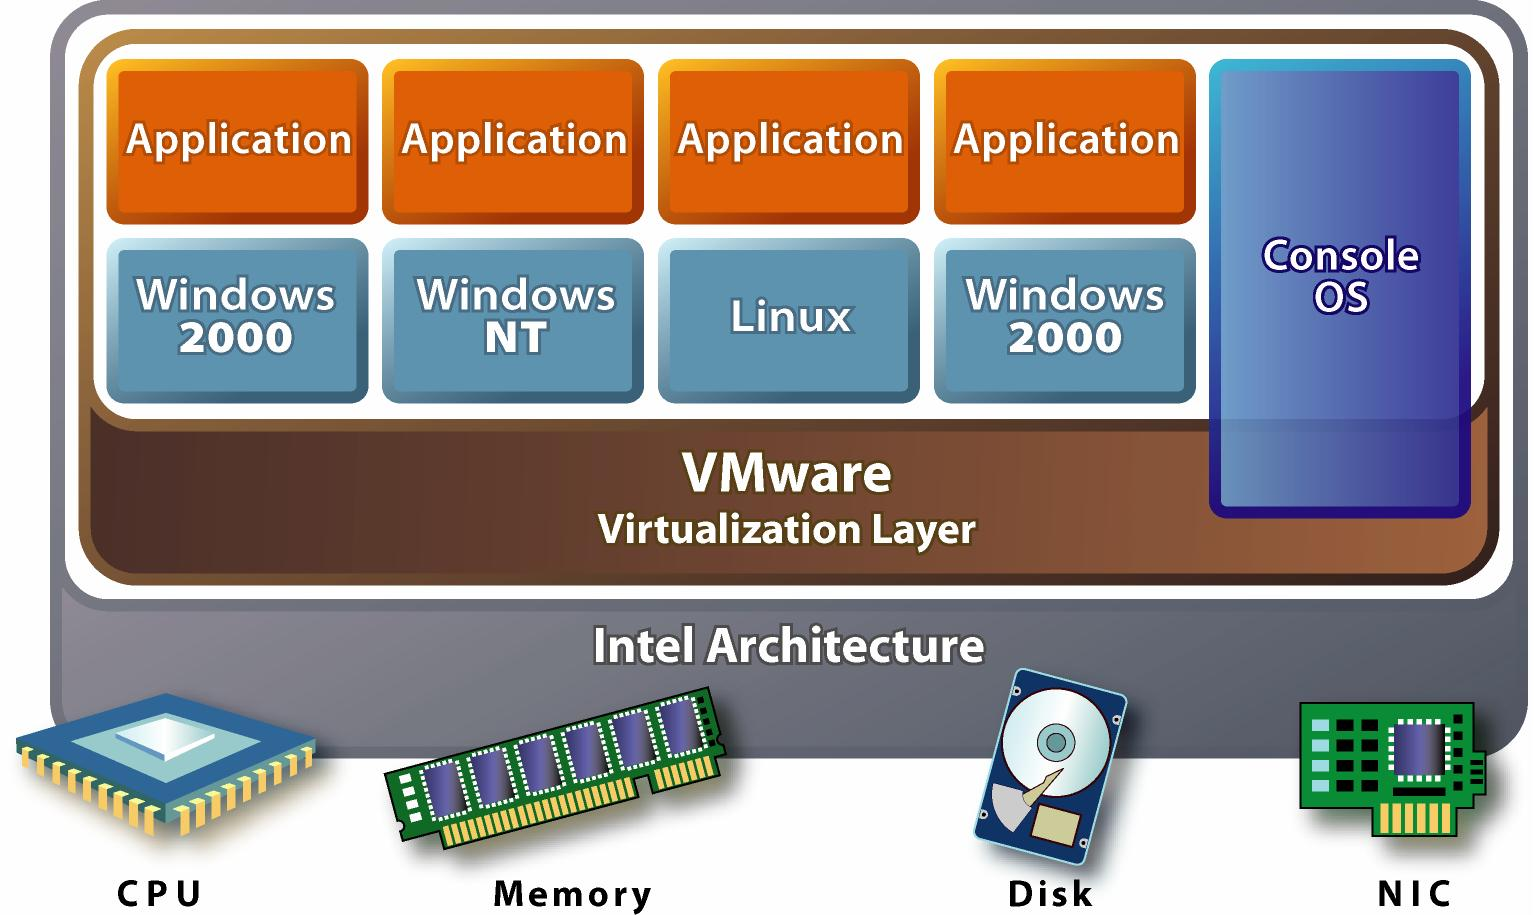 Application
Application
Application
Application
Windows
2000
Windows
NT
Linux
Windows
2000
Console
OS
VMware
Virtualization Layer
Intel Architecture
CPU
Memory
Disk
NIC